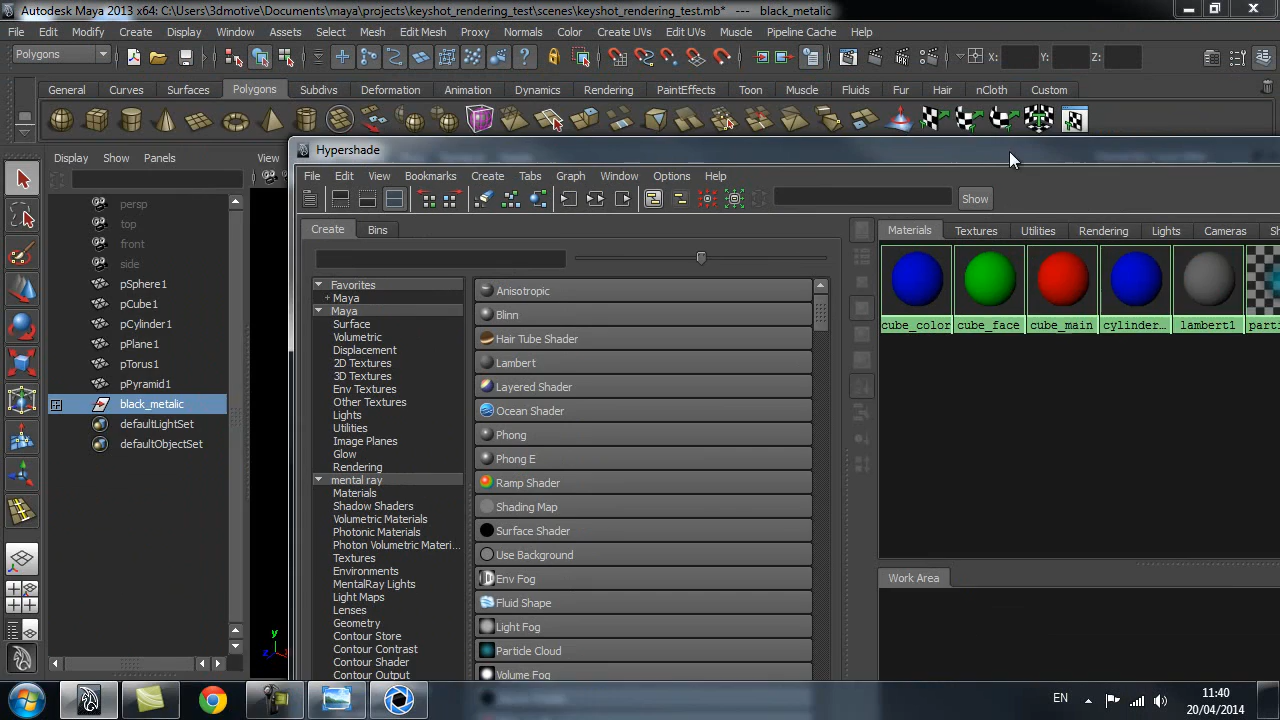 Autodesk Maya 2013 x64: C:\Users\3dmotive\Documents\maya\projects\keyshot_rendering_test\scenes\keyshot_rendering_test.mb* --- black_metalic
File Edit Modify Create Display Window Assets Select Mesh Edit Mesh Proxy Normals Color Create UVs Edit UVs Muscle Pipeline Cache Help
Polygons X: Y: Z:
General Curves Surfaces Polygons Subdivs Deformation Animation Dynamics Rendering PaintEffects Toon Muscle Fluids Fur Hair nCloth Custom
Display Show Panels View
persp
top
front
side
pSphere1
pCube1
pCylinder1
pPlane1
pTorus1
pPyramid1
black_metalic
defaultLightSet
defaultObjectSet
y
z
Hypershade
File Edit View Bookmarks Create Tabs Graph Window Options Help
Show
Create Bins
Favorites
+ Maya
Maya
Surface
Volumetric
Displacement
2D Textures
3D Textures
Env Textures
Other Textures
Lights
Utilities
Image Planes
Glow
Rendering
mental ray
Materials
Shadow Shaders
Volumetric Materials
Photonic Materials
Photon Volumetric Materi...
Textures
Environments
MentalRay Lights
Light Maps
Lenses
Geometry
Contour Store
Contour Contrast
Contour Shader
Contour Output
Anisotropic
Blinn
Hair Tube Shader
Lambert
Layered Shader
Ocean Shader
Phong
Phong E
Ramp Shader
Shading Map
Surface Shader
Use Background
Env Fog
Fluid Shape
Light Fog
Particle Cloud
Volume Fog
Materials Textures Utilities Rendering Lights Cameras Sh
cube_color cube_face cube_main cylinder... lambert1 parti
Work Area
EN 11:40
20/04/2014